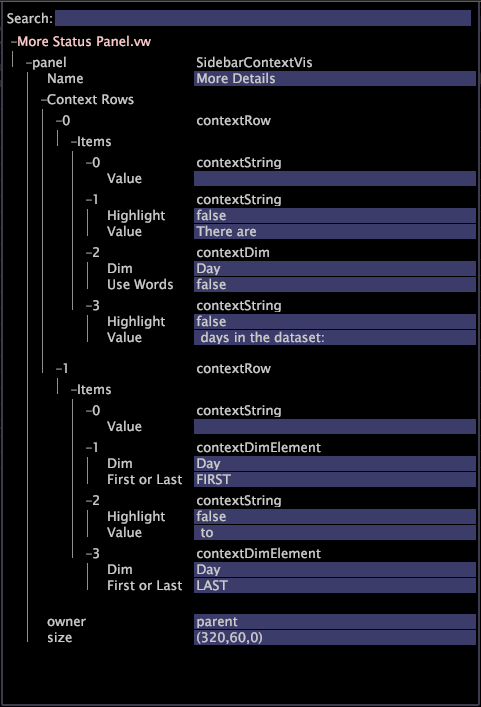 Search:
−More Status Panel.vw
−panel SidebarContextVis
Name More Details
−Context Rows
−0 contextRow
−Items
−0 contextString
Value
−1 contextString
Highlight false
Value There are
−2 contextDim
Dim Day
Use Words false
−3 contextString
Highlight false
Value days in the dataset:
−1 contextRow
−Items
−0 contextString
Value
−1 contextDimElement
Dim Day
First or Last FIRST
−2 contextString
Highlight false
Value to
−3 contextDimElement
Dim Day
First or Last LAST
owner parent
size (320,60,0)